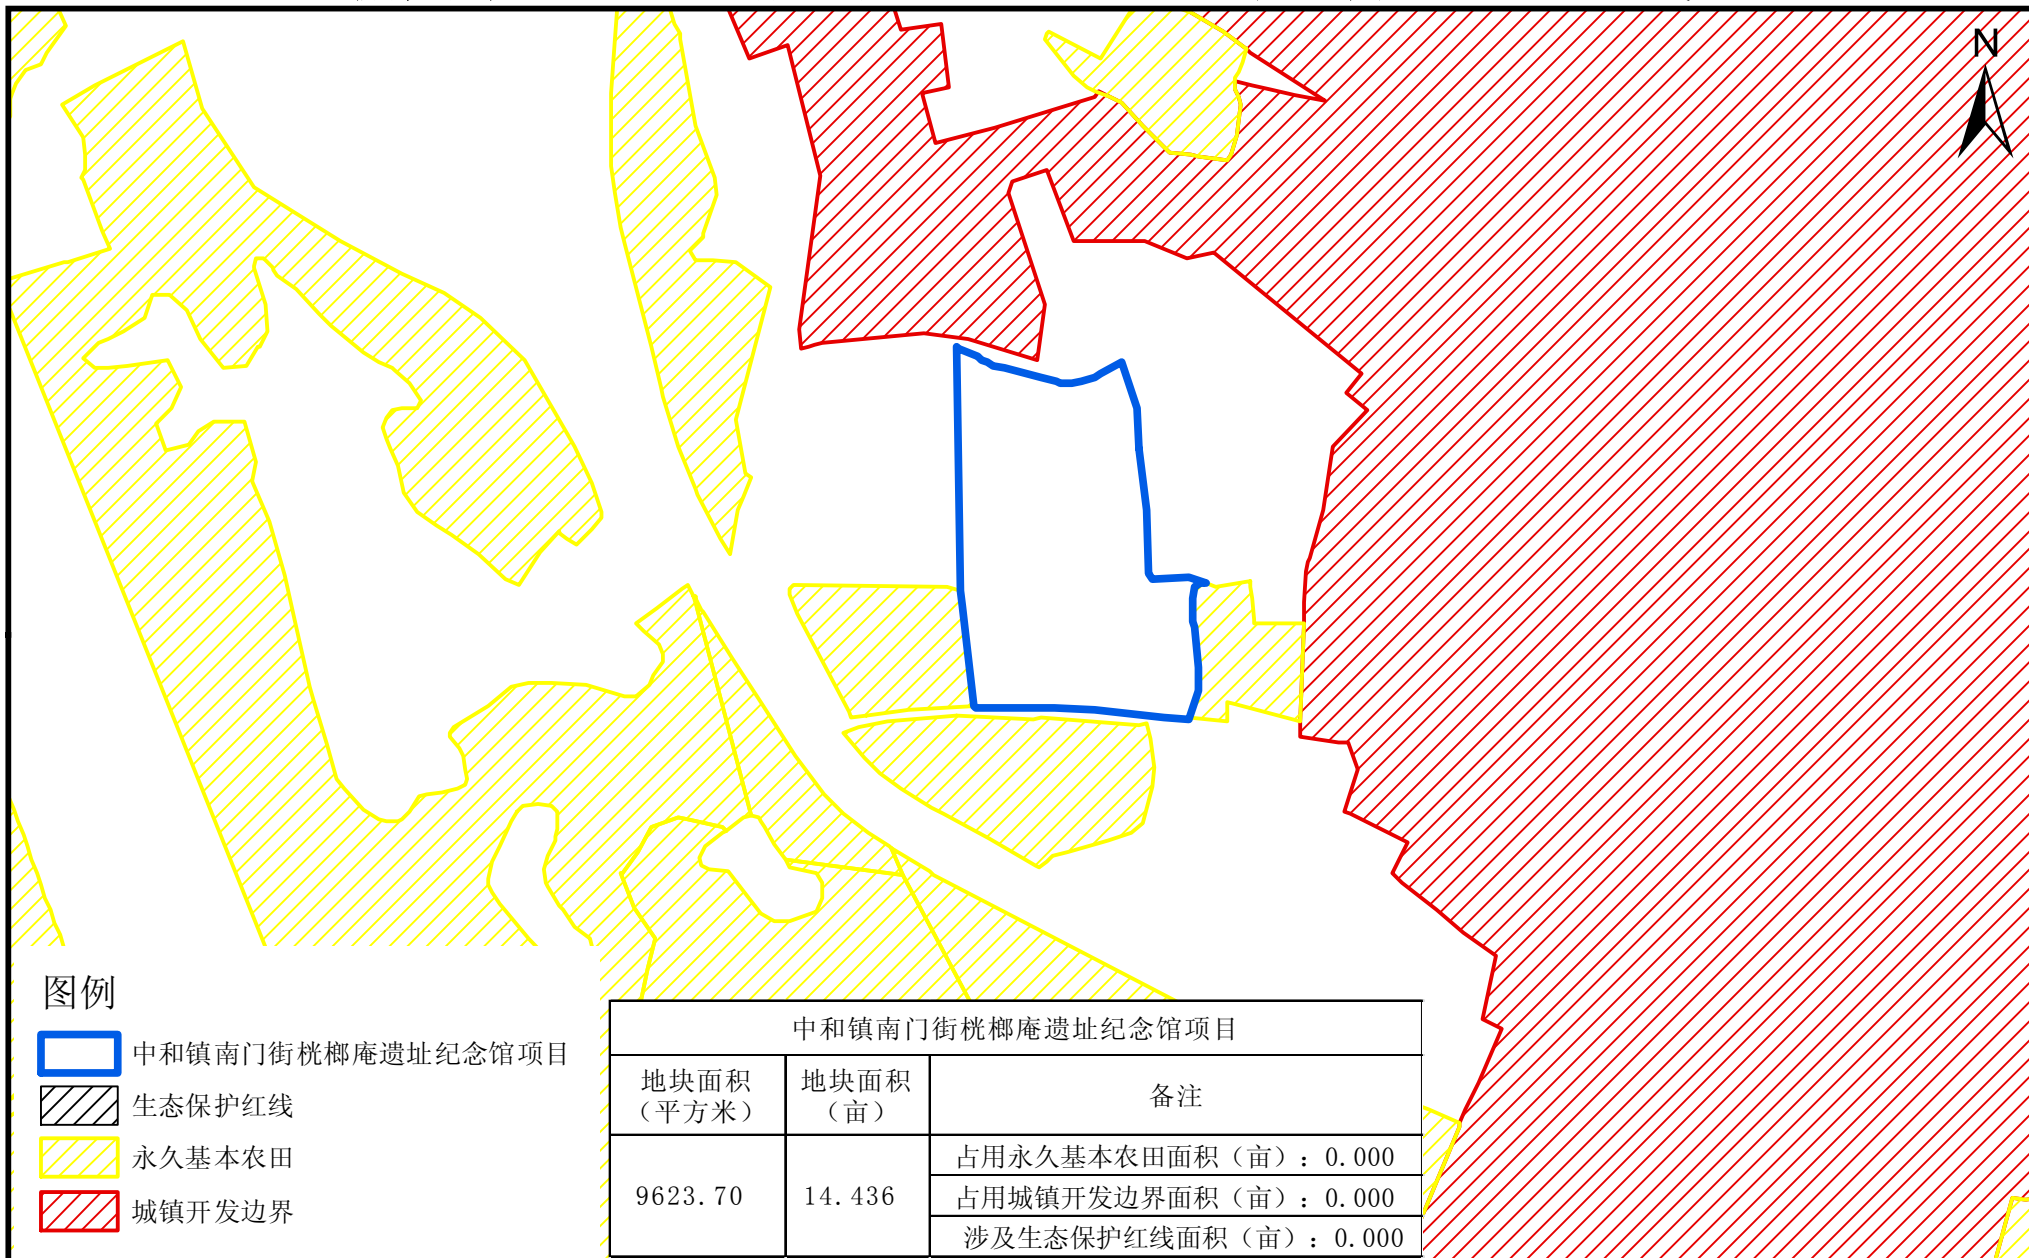 N
图例
中和镇南门街桄榔庵遗址纪念馆项目
生态保护红线
永久基本农田
城镇开发边界
中和镇南门街桄榔庵遗址纪念馆项目
地块面积
（平方米）
地块面积
（亩）
备注
9623.70
14.436
占用永久基本农田面积（亩）：0.000
占用城镇开发边界面积（亩）：0.000
涉及生态保护红线面积（亩）：0.000